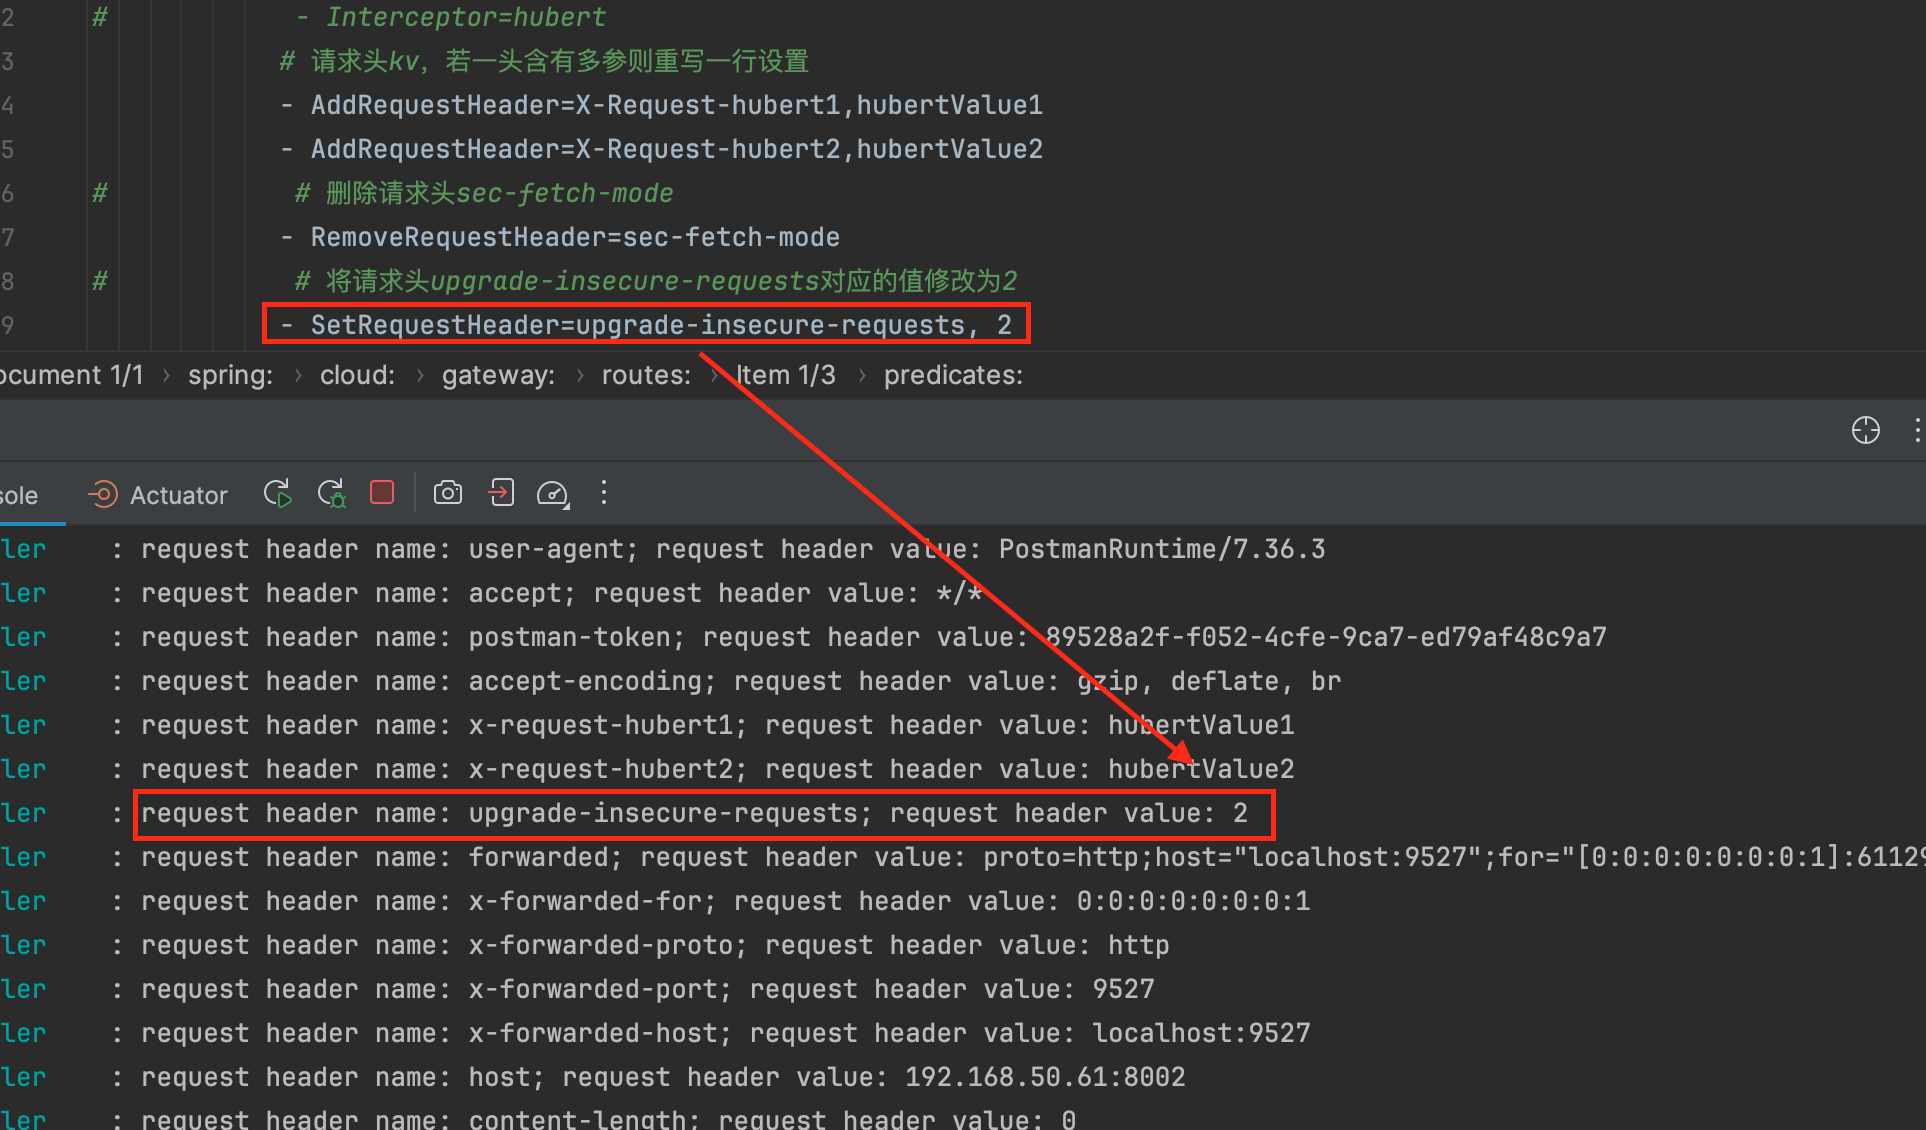 2 # - Interceptor=hubert
3 # 请求头kv，若一头含有多参则重写一行设置
4 - AddRequestHeader=X-Request-hubert1,hubertValue1
5 - AddRequestHeader=X-Request-hubert2,hubertValue2
6 # # 删除请求头sec-fetch-mode
7 - RemoveRequestHeader=sec-fetch-mode
8 # # 将请求头upgrade-insecure-requests对应的值修改为2
9 - SetRequestHeader=upgrade-insecure-requests, 2
ocument 1/1 › spring: › cloud: › gateway: › routes: › Item 1/3 › predicates:
sole Actuator
ler : request header name: user-agent; request header value: PostmanRuntime/7.36.3
ler : request header name: accept; request header value: */*
ler : request header name: postman-token; request header value: 89528a2f-f052-4cfe-9ca7-ed79af48c9a7
ler : request header name: accept-encoding; request header value: gzip, deflate, br
ler : request header name: x-request-hubert1; request header value: hubertValue1
ler : request header name: x-request-hubert2; request header value: hubertValue2
ler : request header name: upgrade-insecure-requests; request header value: 2
ler : request header name: forwarded; request header value: proto=http;host="localhost:9527";for="[0:0:0:0:0:0:0:1]:61129
ler : request header name: x-forwarded-for; request header value: 0:0:0:0:0:0:0:1
ler : request header name: x-forwarded-proto; request header value: http
ler : request header name: x-forwarded-port; request header value: 9527
ler : request header name: x-forwarded-host; request header value: localhost:9527
ler : request header name: host; request header value: 192.168.50.61:8002
ler : request header name: content-length; request header value: 0